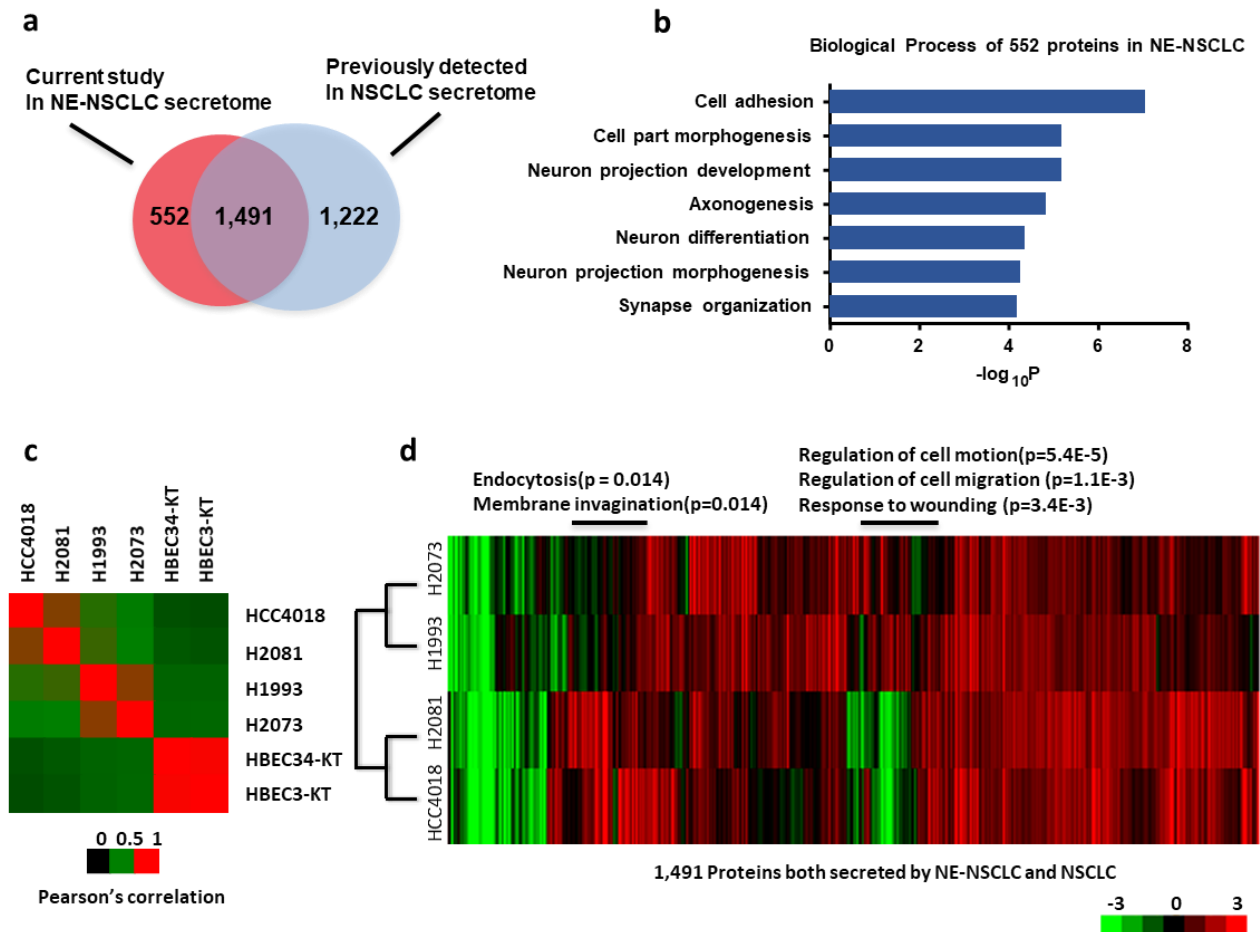 a
Current study
In NE-NSCLC secretome
Previously detected
In NSCLC secretome
552
1,491
1,222
b
Biological Process of 552 proteins in NE-NSCLC
Cell adhesion
Cell part morphogenesis
Neuron projection development
Axonogenesis
Neuron differentiation
Neuron projection morphogenesis
Synapse organization
0 2 4 6 8
-log10P
c
HCC4018 H2081 H1993 H2073 HBEC34-KT HBEC3-KT
HCC4018
H2081
H1993
H2073
HBEC34-KT
HBEC3-KT
0 0.5 1
Pearson's correlation
d
Endocytosis(p = 0.014)
Membrane invagination(p=0.014)
Regulation of cell motion(p=5.4E-5)
Regulation of cell migration (p=1.1E-3)
Response to wounding (p=3.4E-3)
H2073
H1993
H2081
HCC4018
1,491 Proteins both secreted by NE-NSCLC and NSCLC
-3 0 3